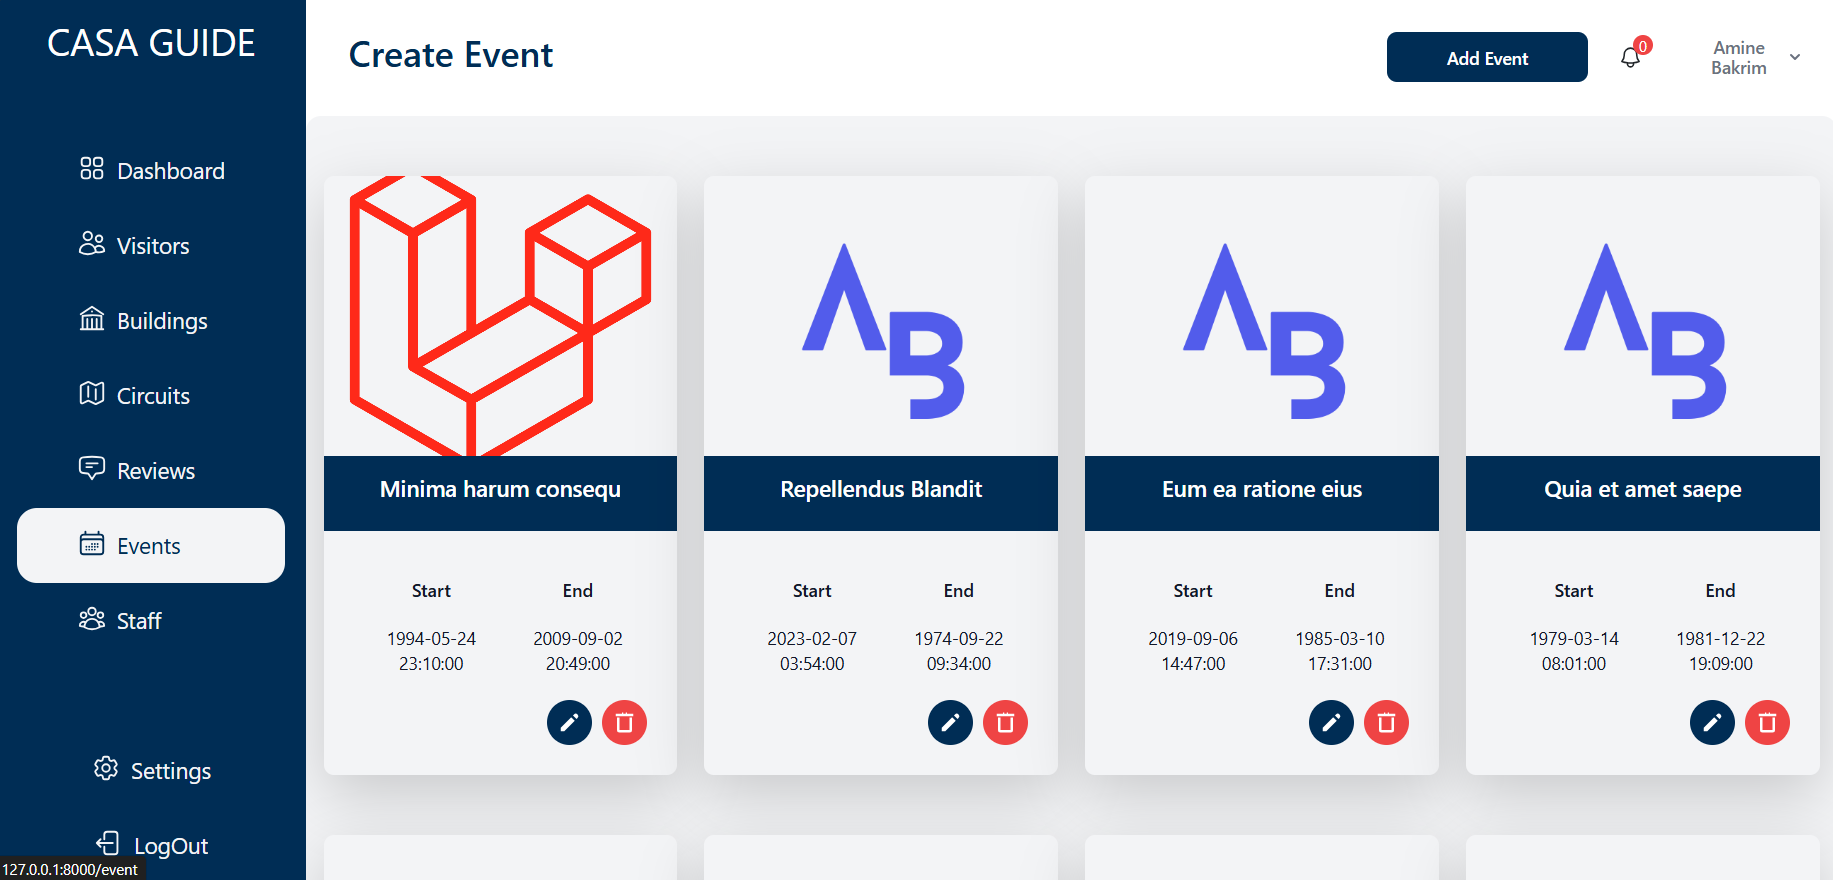 CASA GUIDE
Dashboard
Visitors
Buildings
Circuits
Reviews
Events
Staff
Settings
LogOut
127.0.0.1:8000/event
Create Event
Add Event
0
Amine
Bakrim
AB
AB
AB
Minima harum consequ
Repellendus Blandit
Eum ea ratione eius
Quia et amet saepe
Start End
1994-05-24 2009-09-02
23:10:00 20:49:00
Start End
2023-02-07 1974-09-22
03:54:00 09:34:00
Start End
2019-09-06 1985-03-10
14:47:00 17:31:00
Start End
1979-03-14 1981-12-22
08:01:00 19:09:00